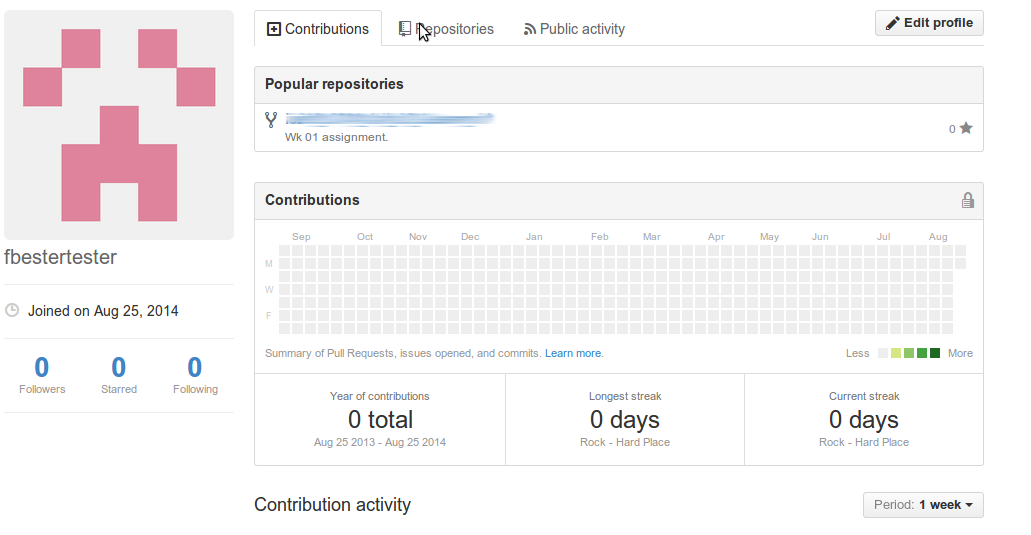 Contributions Repositories Public activity Edit profile
Popular repositories
Wk 01 assignment.
0
fbestertester
Joined on Aug 25, 2014
0 0 0
Followers Starred Following
Contributions
Sep Oct Nov Dec Jan Feb Mar Apr May Jun Jul Aug
M
W
F
Summary of Pull Requests, issues opened, and commits. Learn more. Less More
Year of contributions Longest streak Current streak
0 total 0 days 0 days
Aug 25 2013 - Aug 25 2014 Rock - Hard Place Rock - Hard Place
Contribution activity Period: 1 week